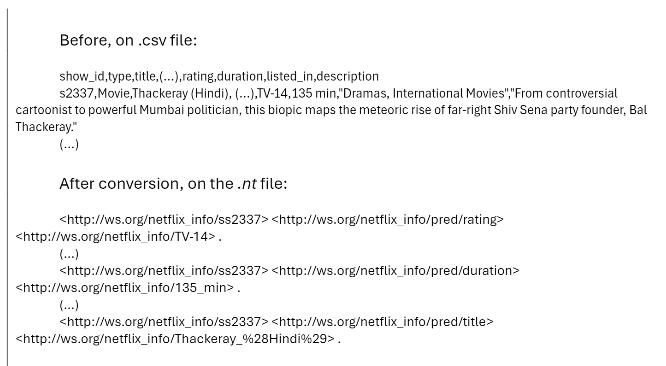 Before, on .csv file:
show_id,type,title,(...),rating,duration,listed_in,description
s2337,Movie,Thackeray (Hindi), (...),TV-14,135 min,"Dramas, International Movies","From controversial
cartoonist to powerful Mumbai politician, this biopic maps the meteoric rise of far-right Shiv Sena party founder, Bal
Thackeray."
(...)
After conversion, on the .nt file:
<http://ws.org/netflix_info/ss2337> <http://ws.org/netflix_info/pred/rating>
<http://ws.org/netflix_info/TV-14> .
(...)
<http://ws.org/netflix_info/ss2337> <http://ws.org/netflix_info/pred/duration>
<http://ws.org/netflix_info/135_min> .
(...)
<http://ws.org/netflix_info/ss2337> <http://ws.org/netflix_info/pred/title>
<http://ws.org/netflix_info/Thackeray_%28Hindi%29> .